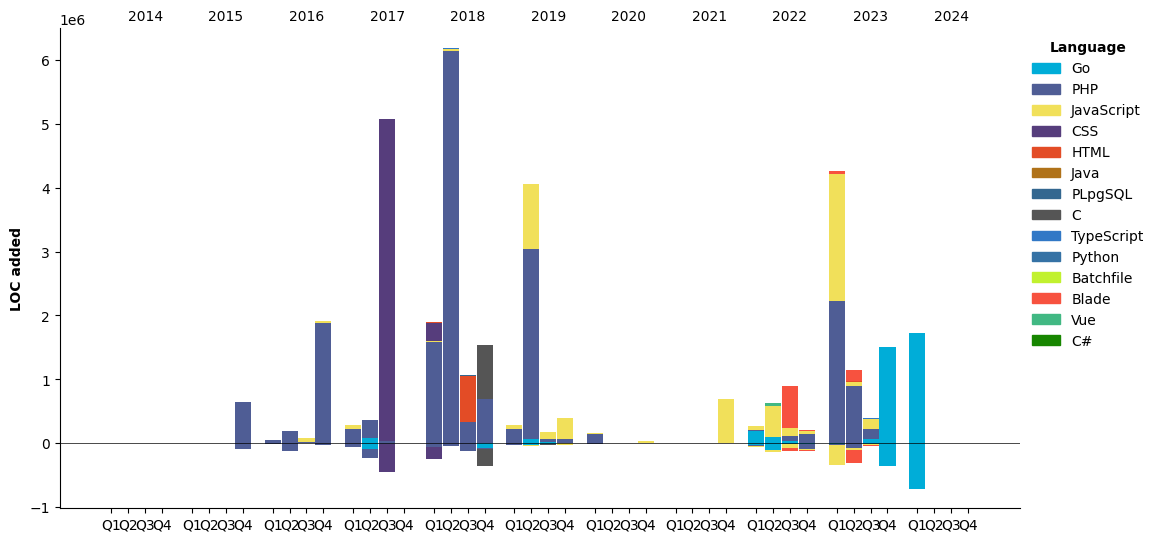 1e6
2014 2015 2016 2017 2018 2019 2020 2021 2022 2023 2024
6
5
4
3
2
1
0
−1
LOC added
Q1Q2Q3Q4 Q1Q2Q3Q4 Q1Q2Q3Q4 Q1Q2Q3Q4 Q1Q2Q3Q4 Q1Q2Q3Q4 Q1Q2Q3Q4 Q1Q2Q3Q4 Q1Q2Q3Q4 Q1Q2Q3Q4 Q1Q2Q3Q4
Language
Go
PHP
JavaScript
CSS
HTML
Java
PLpgSQL
C
TypeScript
Python
Batchfile
Blade
Vue
C#